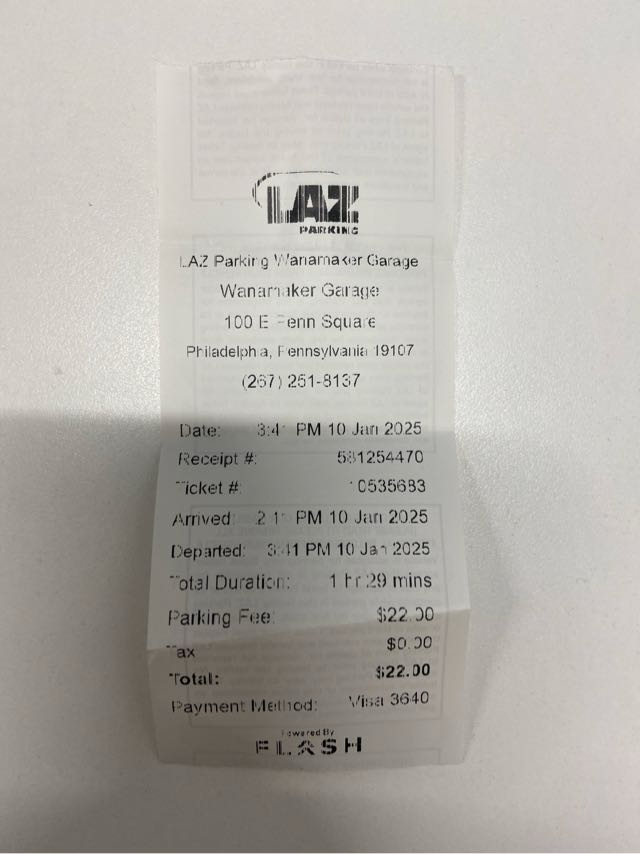 LAZ
PARKING
LAZ Parking Wanamaker Garage
Wanamaker Garage
100 E Penn Square
Philadelphia, Pennsylvania 19107
(267) 251-8137
Date: 3:41 PM 10 Jan 2025
Receipt #: 581254470
Ticket #: 10535683
Arrived: 2:11 PM 10 Jan 2025
Departed: 3:41 PM 10 Jan 2025
Total Duration: 1 hr 29 mins
Parking Fee: $22.00
Tax $0.00
Total: $22.00
Payment Method: Visa 3640
Powered By
FLASH